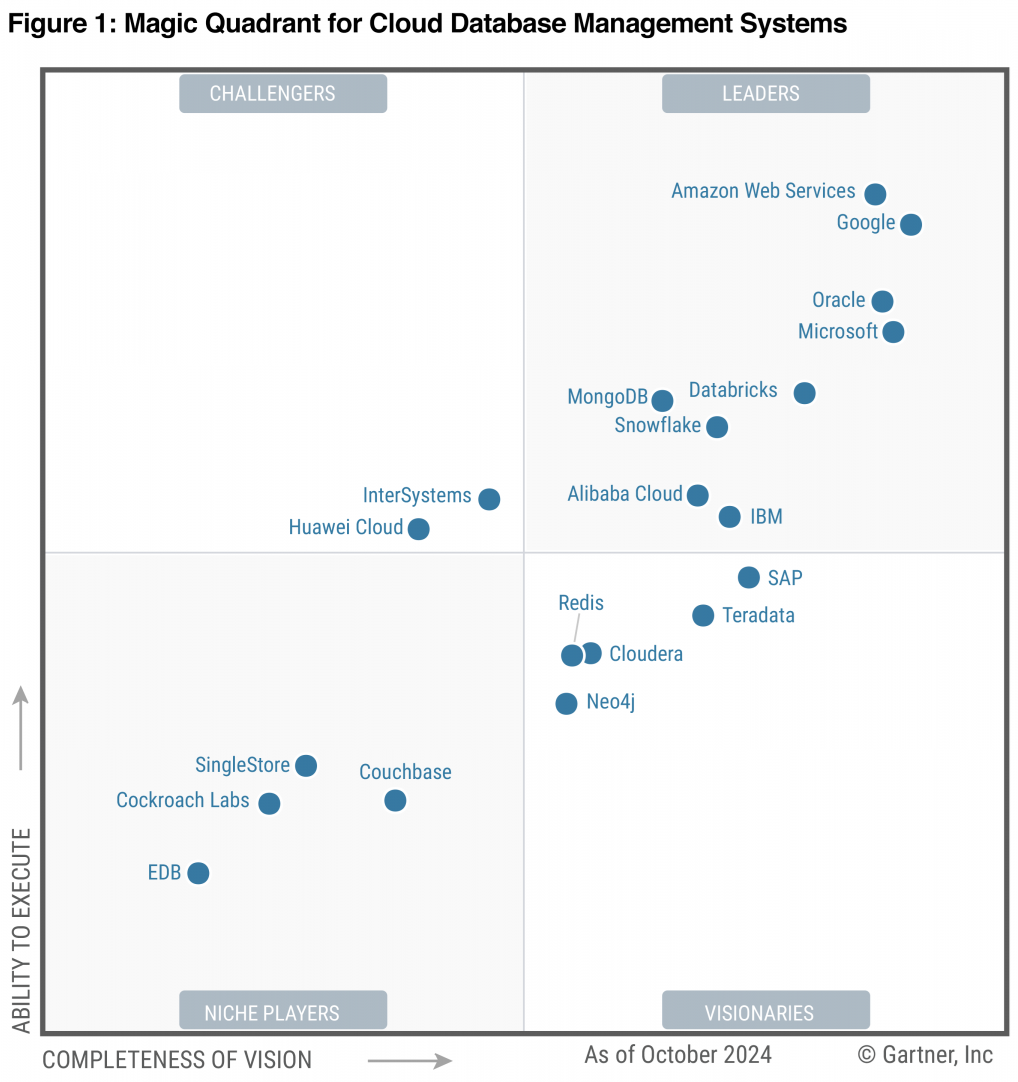 Figure 1: Magic Quadrant for Cloud Database Management Systems
CHALLENGERS
LEADERS
Amazon Web Services
Google
Oracle
Microsoft
MongoDB
Databricks
Snowflake
InterSystems
Alibaba Cloud
Huawei Cloud
IBM
SAP
Redis
Teradata
Cloudera
Neo4j
SingleStore
Couchbase
Cockroach Labs
EDB
ABILITY TO EXECUTE
NICHE PLAYERS
VISIONARIES
COMPLETENESS OF VISION
As of October 2024
© Gartner, Inc